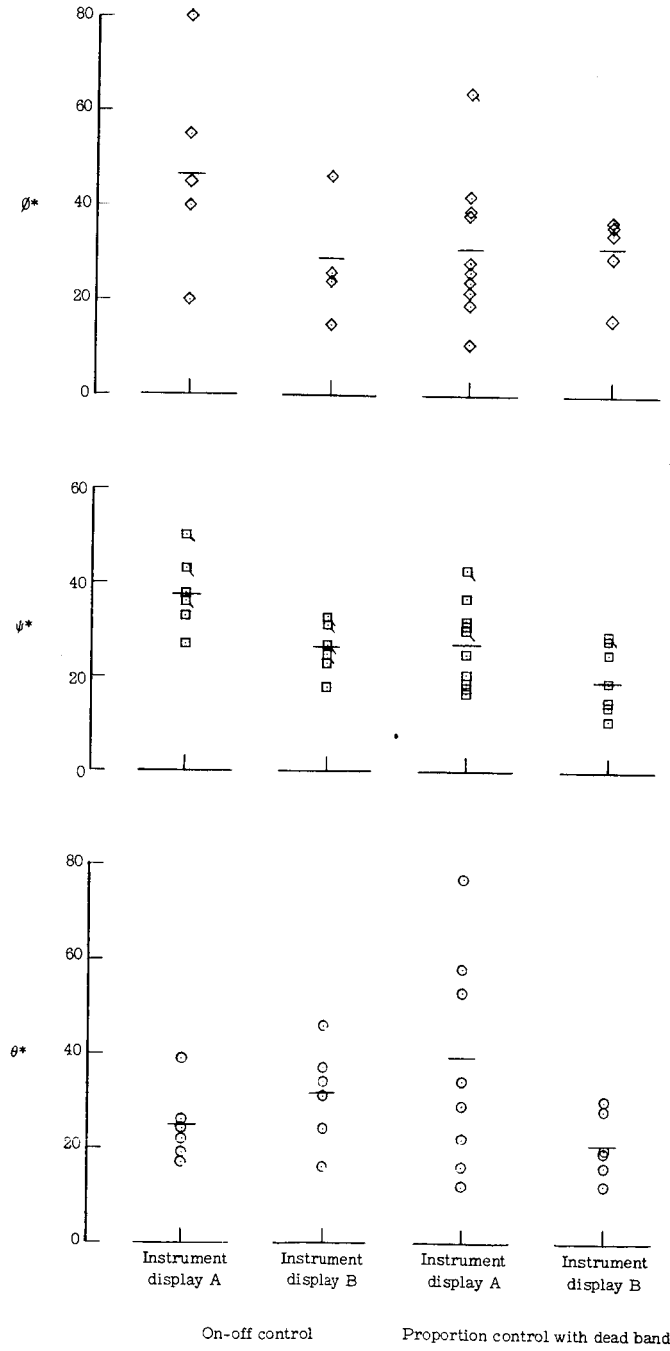 80
60
ø*
40
20
0
60
40
ψ*
20
0
80
60
θ*
40
20
0
Instrument display A
Instrument display B
Instrument display A
Instrument display B
On-off control
Proportion control with dead band